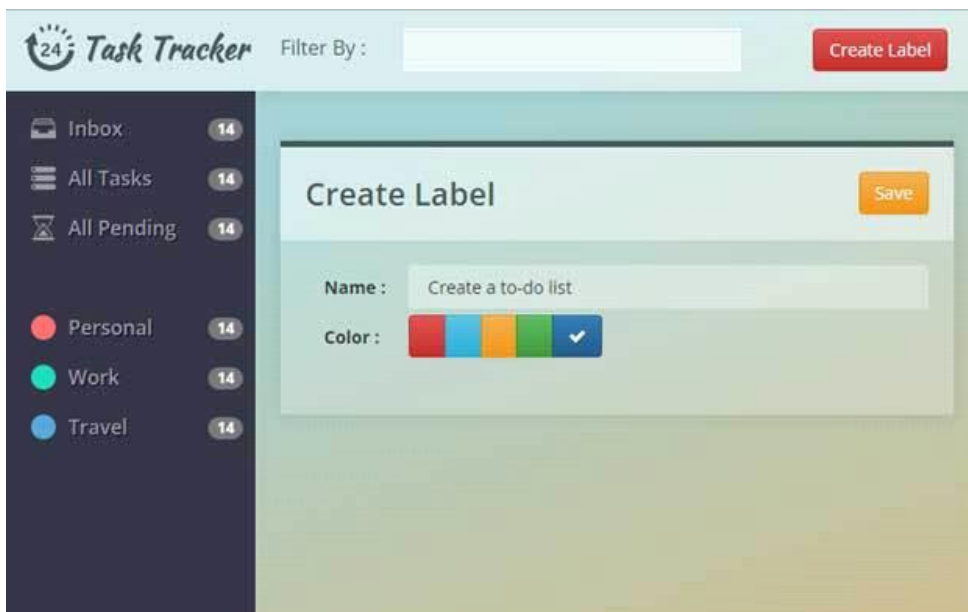 24 Task Tracker
Filter By :
Create Label
Inbox 14
All Tasks 14
All Pending 14
Personal 14
Work 14
Travel 14
Create Label
Save
Name : Create a to-do list
Color :